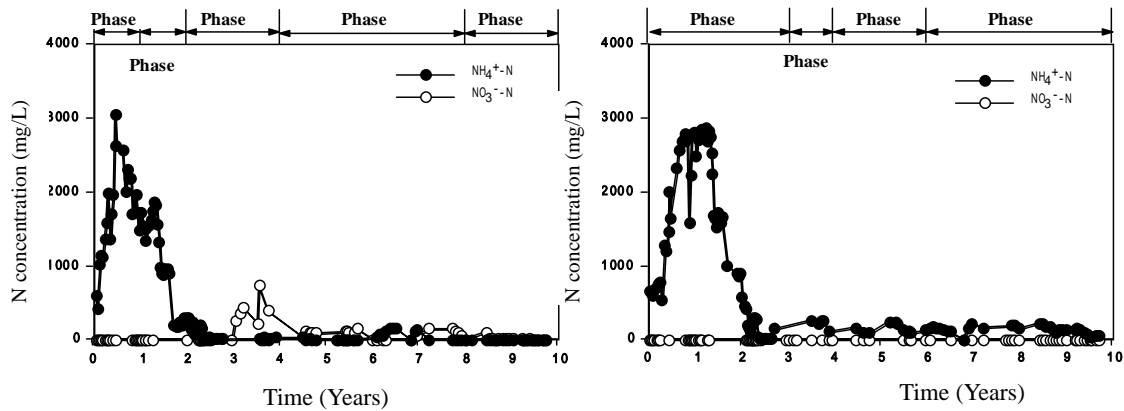 Phase Phase Phase Phase Phase
4000
Phase
NH4+-N
NO3--N
3000
2000
1000
0
0 1 2 3 4 5 6 7 8 9 10
N concentration (mg/L)
Time (Years)
Phase Phase Phase Phase
4000
Phase
NH4+-N
NO3--N
3000
2000
1000
0
0 1 2 3 4 5 6 7 8 9 10
N concentration (mg/L)
Time (Years)